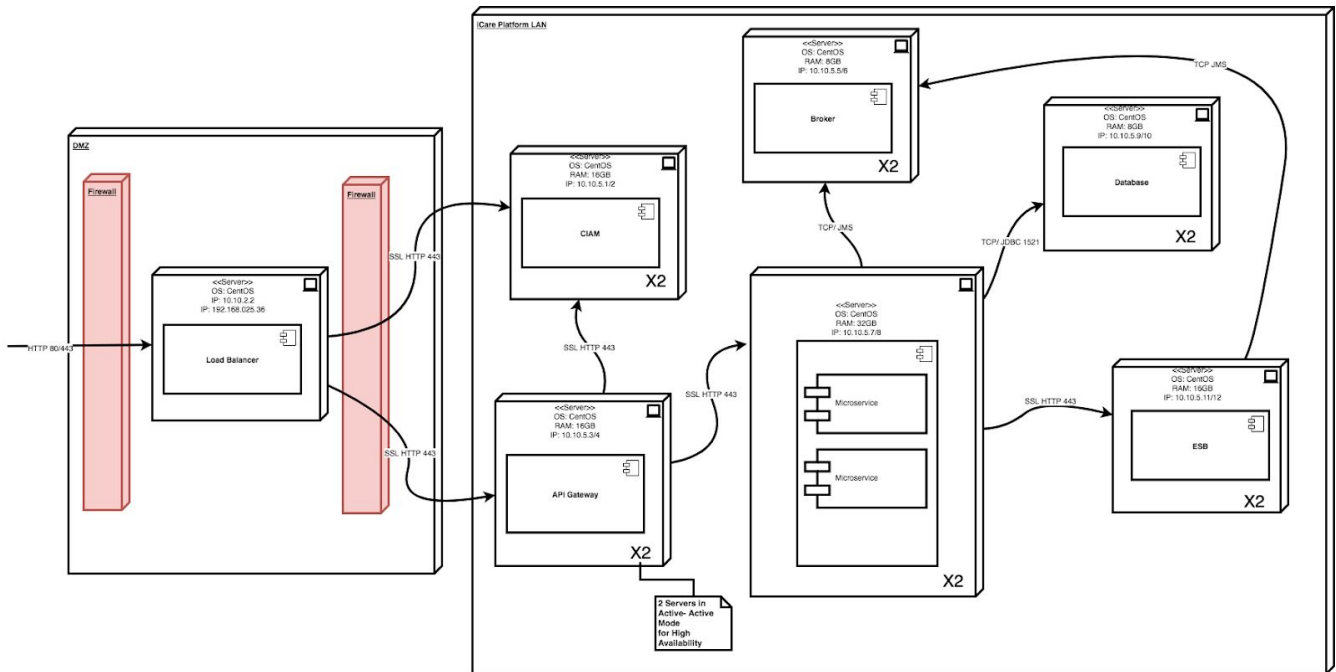 iCare Platform LAN
<<Server>>
OS: CentOS
RAM: 8GB
IP: 10.10.5.5/6
Broker
X2
TCP JMS
<<Server>>
OS: CentOS
RAM: 8GB
IP: 10.10.5.9/10
Database
X2
DMZ
Firewall
Firewall
<<Server>>
OS: CentOS
RAM: 16GB
IP: 10.10.5.1/2
CIAM
X2
TCP/ JMS
TCP/ JDBC 1521
SSL HTTP 443
<<Server>>
OS: CentOS
IP: 10.10.2.2
IP: 192.168.025.36
Load Balancer
HTTP 80/443
SSL HTTP 443
<<Server>>
OS: CentOS
RAM: 32GB
IP: 10.10.5.7/8
Microservice
Microservice
X2
SSL HTTP 443
SSL HTTP 443
<<Server>>
OS: CentOS
RAM: 16GB
IP: 10.10.5.11/12
ESB
X2
SSL HTTP 443
<<Server>>
OS: CentOS
RAM: 16GB
IP: 10.10.5.3/4
API Gateway
X2
2 Servers in
Active- Active
Mode
for High
Availability